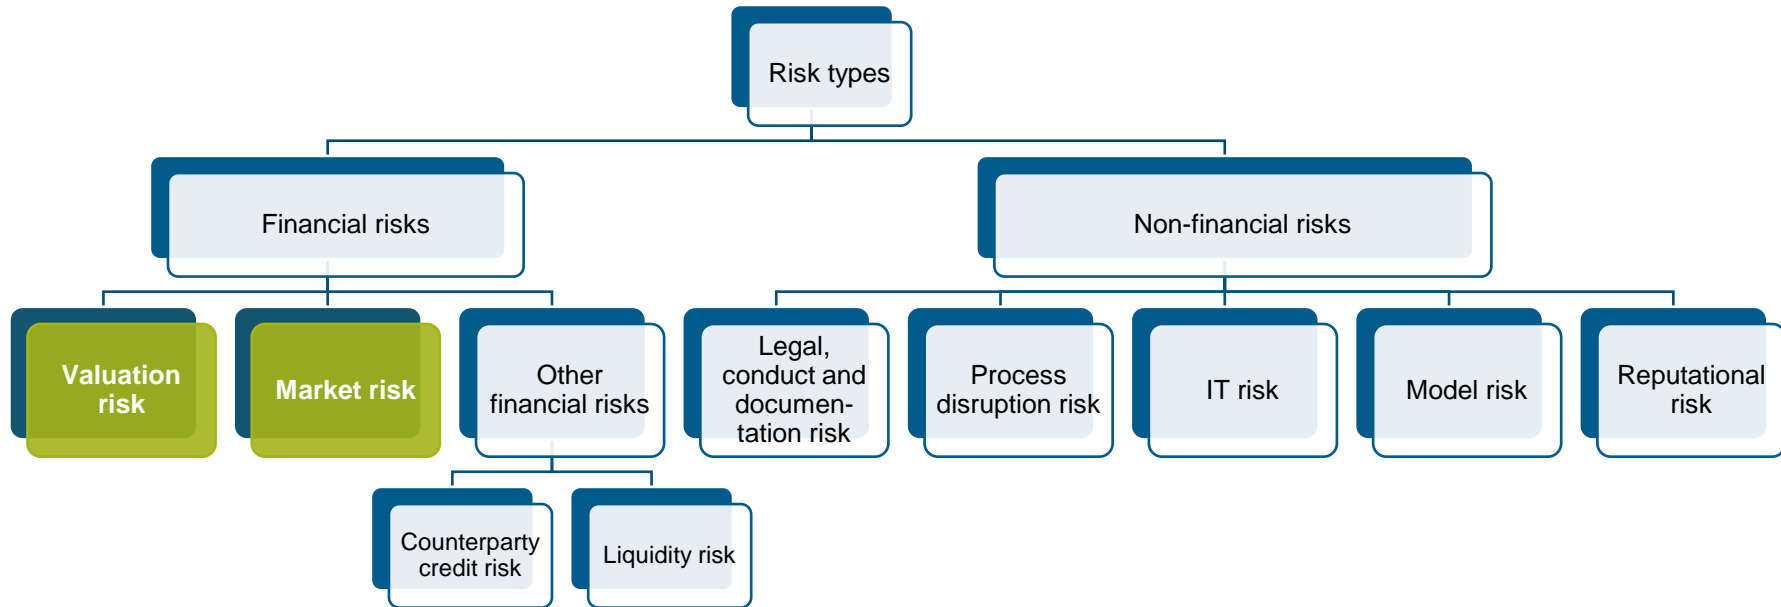 Risk types
Financial risks
Non-financial risks
Valuation
risk
Market risk
Other
financial risks
Legal,
conduct and
documen-
tation risk
Process
disruption risk
IT risk
Model risk
Reputational
risk
Counterparty
credit risk
Liquidity risk